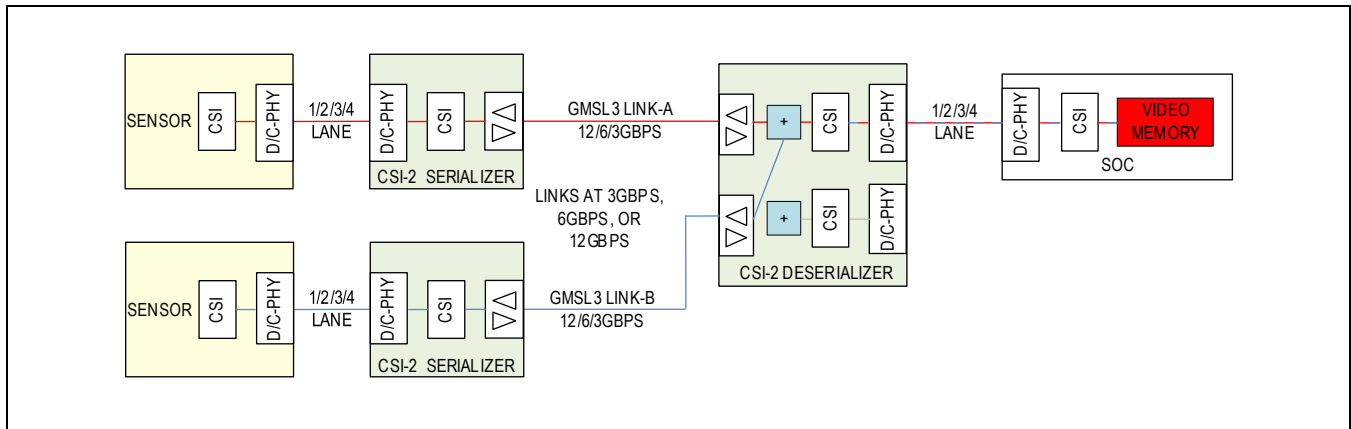 SENSOR
CSI
D/C-PHY
1/2/3/4
LANE
D/C-PHY
CSI
CSI-2 SERIALIZER
GMSL3 LINK-A
12/6/3GBPS
LINKS AT 3GBPS,
6GBPS, OR
12GBPS
+
CSI
D/C-PHY
+
CSI
D/C-PHY
CSI-2 DESERIALIZER
1/2/3/4
LANE
D/C-PHY
CSI
VIDEO
MEMORY
SOC
SENSOR
CSI
D/C-PHY
1/2/3/4
LANE
D/C-PHY
CSI
CSI-2 SERIALIZER
GMSL3 LINK-B
12/6/3GBPS